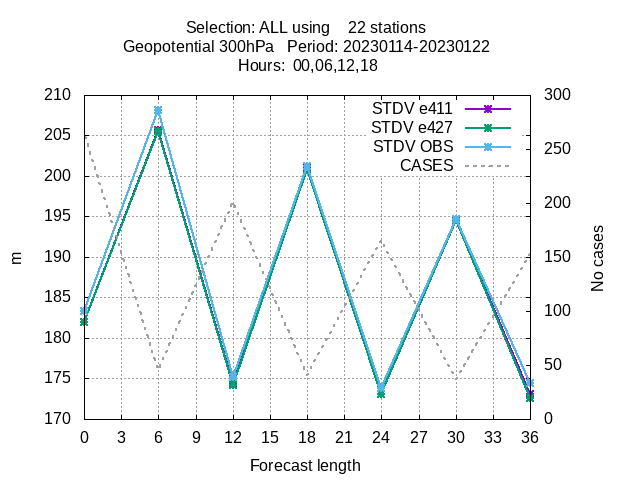 Selection: ALL using    22 stations
Geopotential 300hPa   Period: 20230114-20230122
Hours:  00,06,12,18
210
205
200
195
190
185
180
175
170
m
STDV e411
STDV e427
STDV OBS
CASES
300
250
200
150
100
50
0
No cases
0 3 6 9 12 15 18 21 24 27 30 33 36
Forecast length